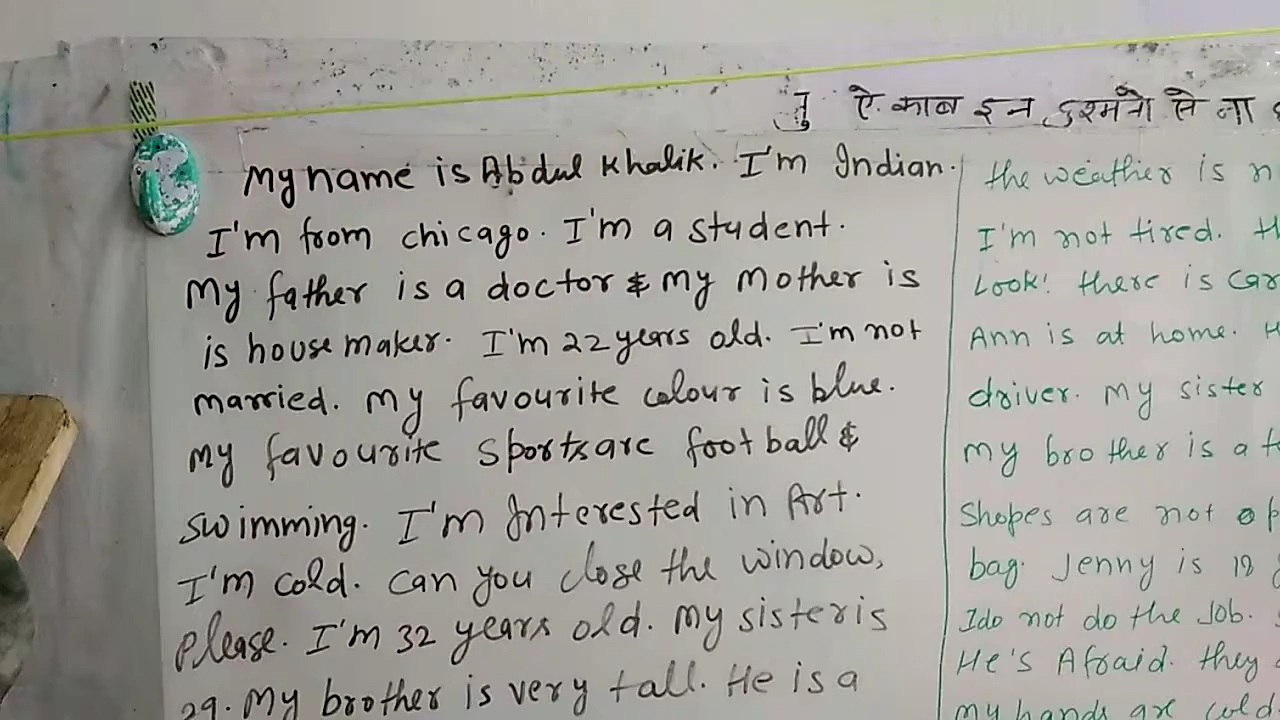 तु ऐ काब इन दुश्मनो से ना
My name is Abdul Khalik. I'm Indian.
I'm from chicago. I'm a student.
My father is a doctor & my Mother is
is house maker. I'm 22 years old. I'm not
married. my favourite colour is blue.
my favourite sports are foot ball &
swimming. I'm Interested in Art.
I'm cold. can you close the window,
please. I'm 32 years old. my sister is
29. My brother is very tall. He is a
the weather is
I'm not tired.
Look! there is
Ann is at home.
driver. my sister
my brother is a
Shopes are not
bag. Jenny is 18
I do not do the Job.
He's Afraid. they
my hands are cold.